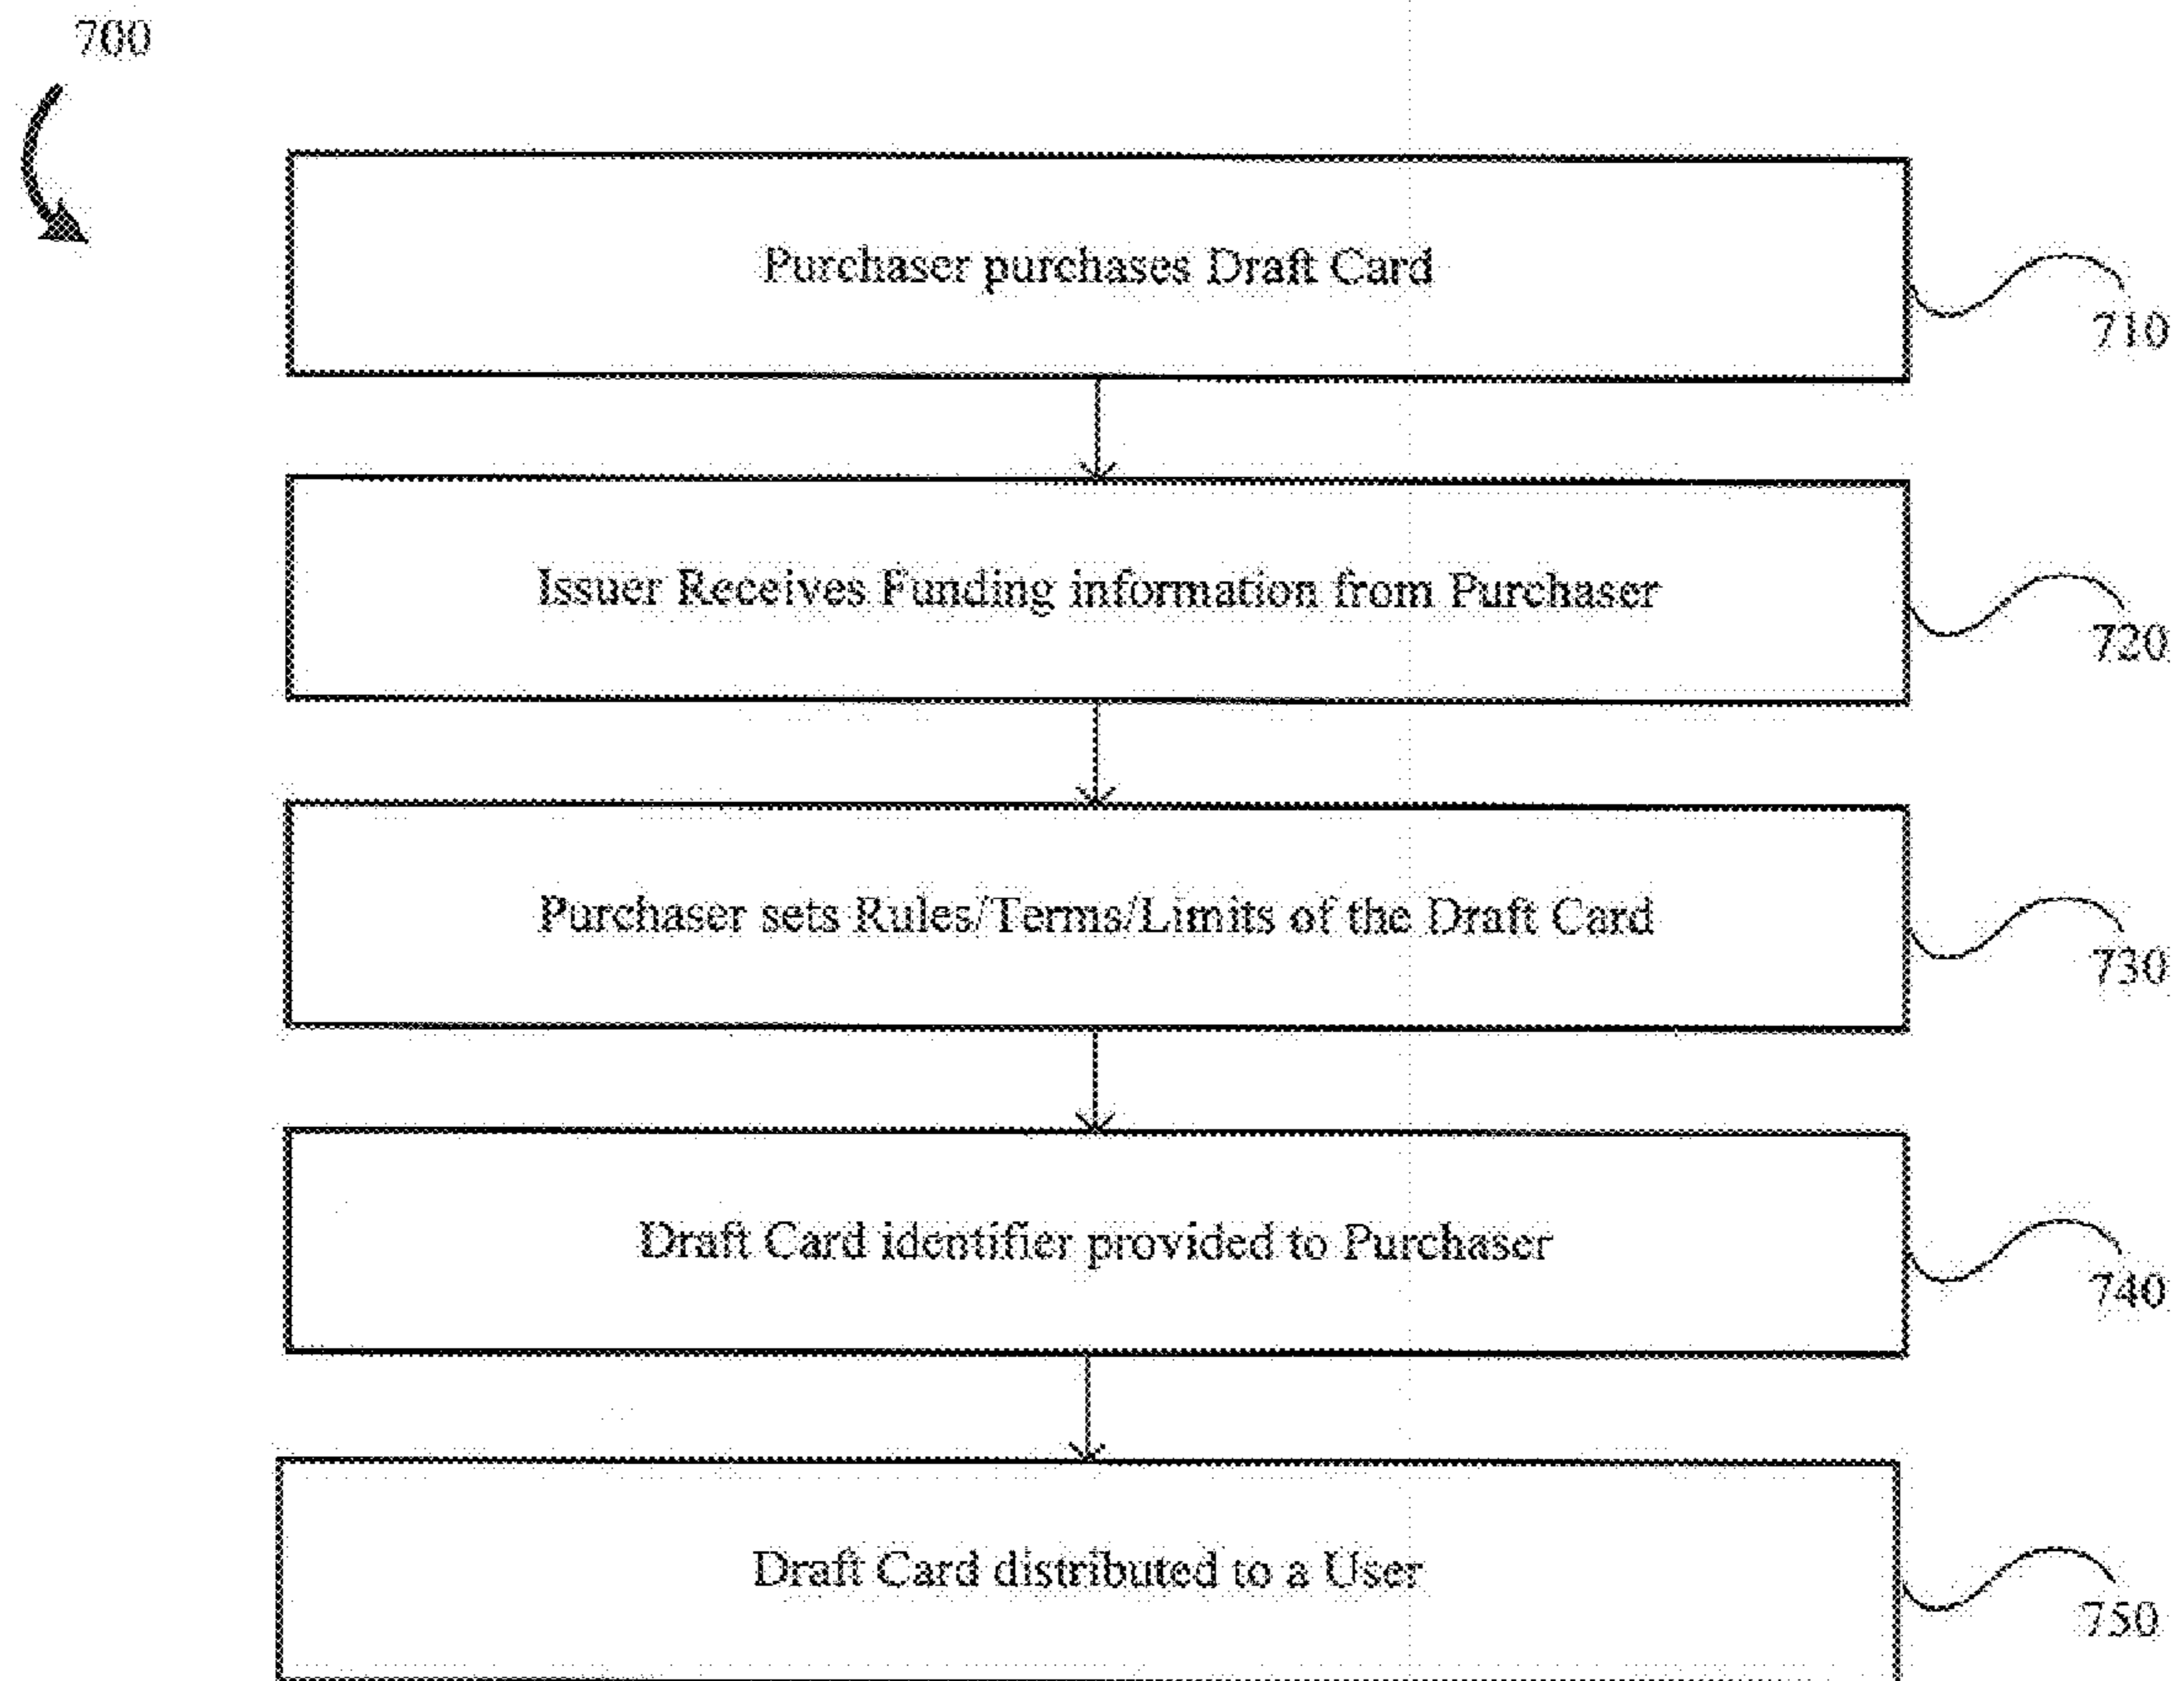 700
Purchaser purchases Draft Card
710
Issuer Receives Funding information from Purchaser
720
Purchaser sets Rules/Terms/Limits of the Draft Card
730
Draft Card identifier provided to Purchaser
740
Draft Card distributed to a User
750